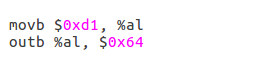 movb $0xd1, %al
outb %al, $0x64